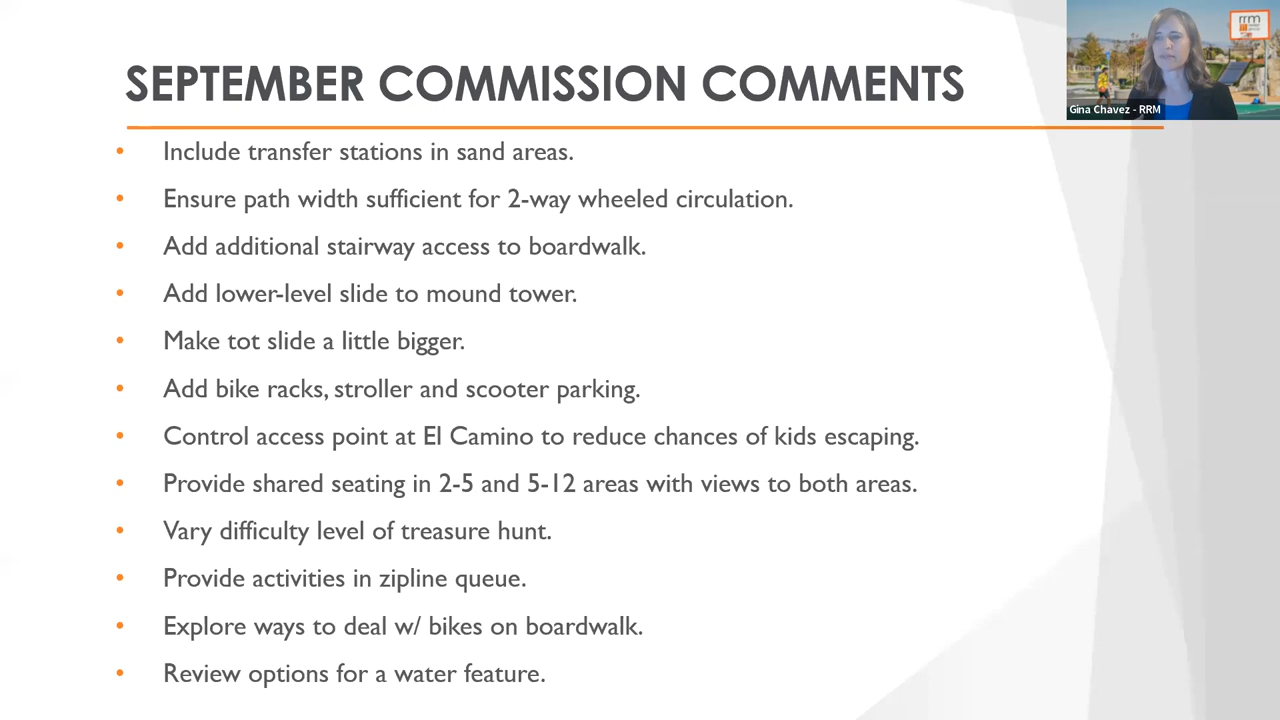 SEPTEMBER COMMISSION COMMENTS
rrm
Gina Chavez - RRM
• Include transfer stations in sand areas.
• Ensure path width sufficient for 2-way wheeled circulation.
• Add additional stairway access to boardwalk.
• Add lower-level slide to mound tower.
• Make tot slide a little bigger.
• Add bike racks, stroller and scooter parking.
• Control access point at El Camino to reduce chances of kids escaping.
• Provide shared seating in 2-5 and 5-12 areas with views to both areas.
• Vary difficulty level of treasure hunt.
• Provide activities in zipline queue.
• Explore ways to deal w/ bikes on boardwalk.
• Review options for a water feature.